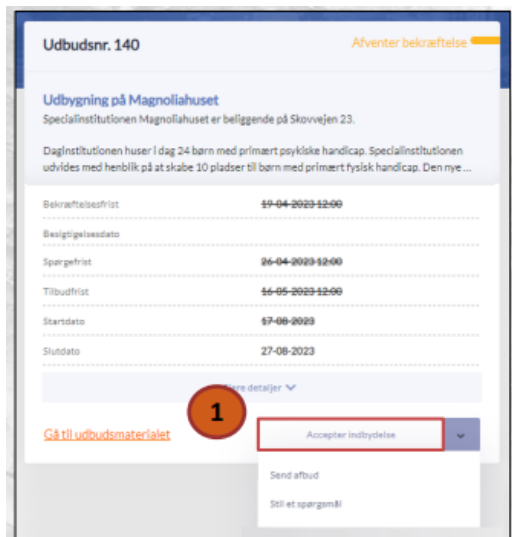 Udbudsnr. 140
Afventer bekræftelse
Udbygning på Magnoliahuset
Specialinstitutionen Magnoliahuset er beliggende på Skovvejen 23.
Daginstitutionen huser i dag 24 børn med primært psykiske handicap. Specialinstitutionen
udvides med henblik på at skabe 10 pladser til børn med primært fysisk handicap. Den nye ...
Bekræftelsesfrist 19-04-2023 12:00
Besigtigelsesdato
Spørgefrist 26-04-2023 12:00
Tilbudfrist 16-05-2023 12:00
Startdato 17-08-2023
Slutdato 27-08-2023
detaljer
1
Gå til udbudsmaterialet
Accepter indbydelse
Send afbud
Stil et spørgsmål